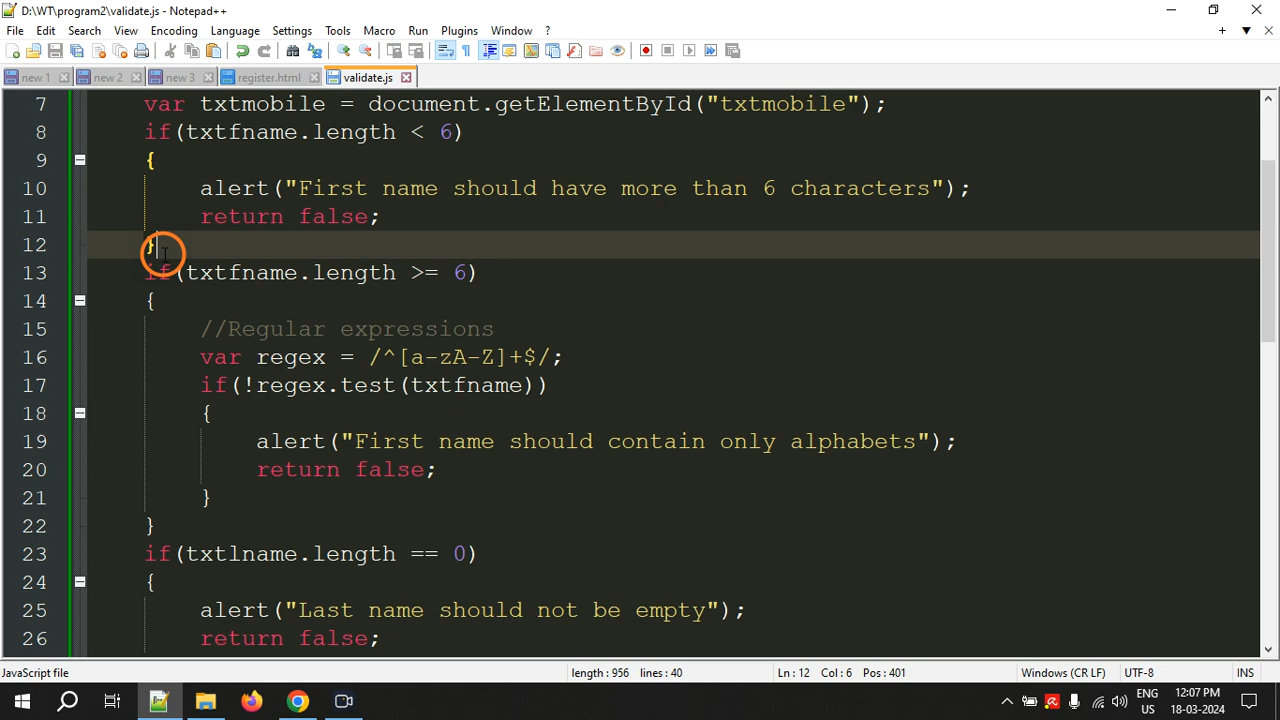 D:\WT\program2\validate.js - Notepad++
File Edit Search View Encoding Language Settings Tools Macro Run Plugins Window ?
new 1 new 2 new 3 register.html validate.js
7 var txtmobile = document.getElementById("txtmobile");
8 if(txtfname.length < 6)
9 {
10 alert("First name should have more than 6 characters");
11 return false;
12 }
13 if(txtfname.length >= 6)
14 {
15 //Regular expressions
16 var regex = /^[a-zA-Z]+$/;
17 if(!regex.test(txtfname))
18 {
19 alert("First name should contain only alphabets");
20 return false;
21 }
22 }
23 if(txtlname.length == 0)
24 {
25 alert("Last name should not be empty");
26 return false;
JavaScript file length : 956 lines : 40 Ln : 12 Col : 6 Pos : 401 Windows (CR LF) UTF-8 INS
ENG
US
12:07 PM
18-03-2024